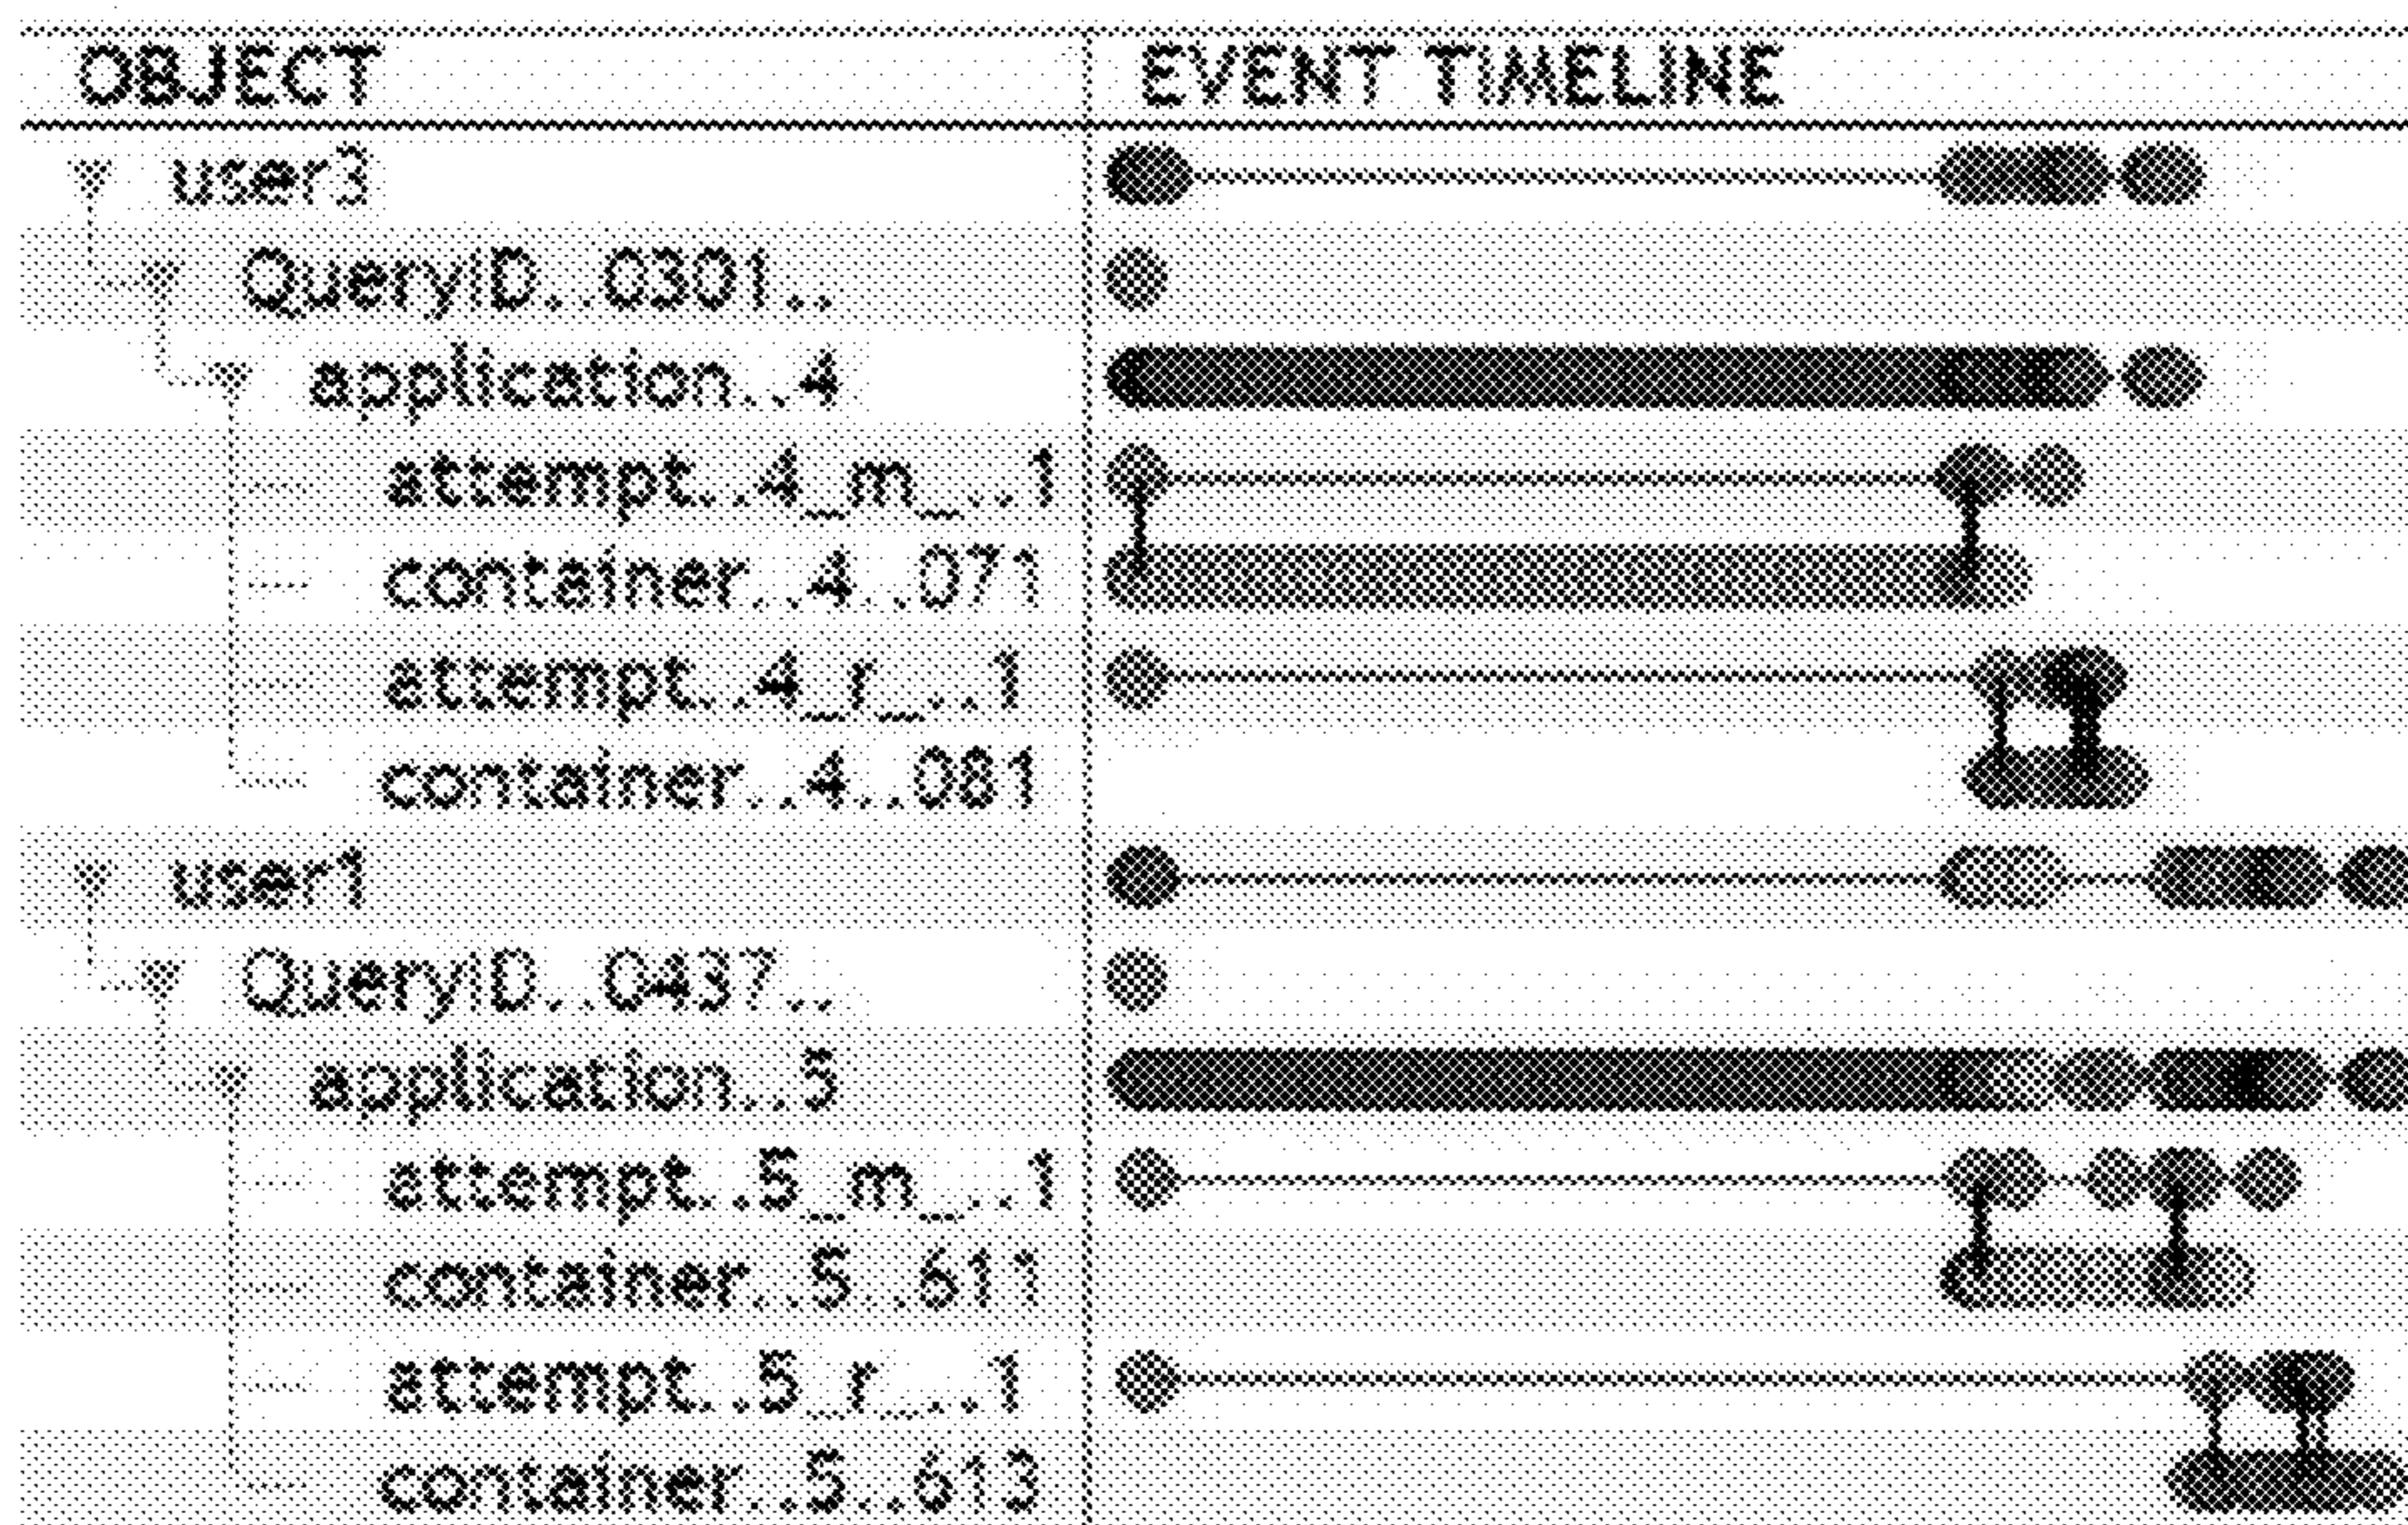 OBJECT EVENT TIMELINE
user3
QueryID..0301..
application..4
attempt..4_m_..1
container..4..071
attempt..4_r_..1
container..4..081
user1
QueryID..0437..
application..5
attempt..5_m_..1
container..5..611
attempt..5_r_..1
container..5..613